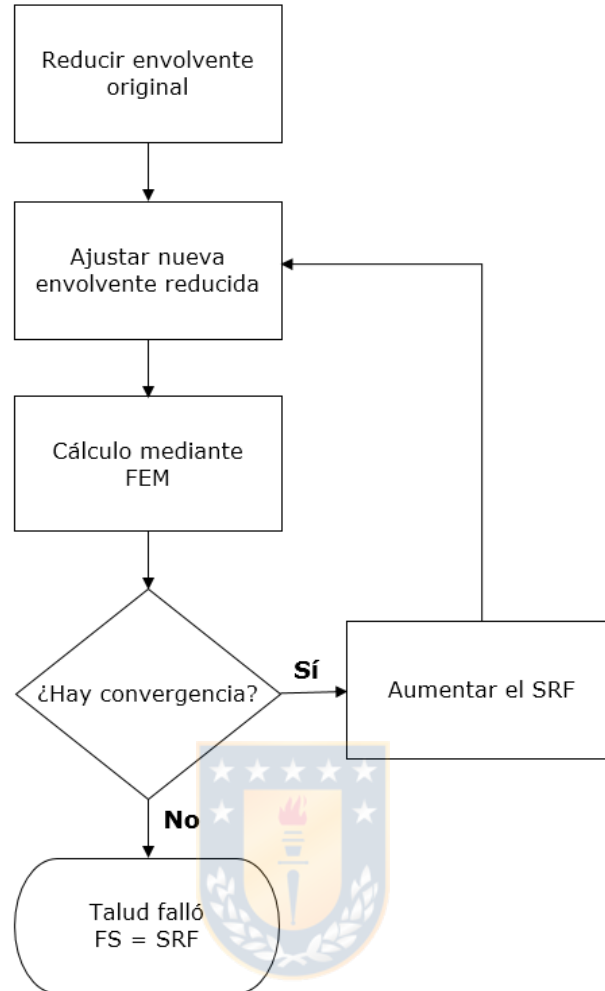 Reducir envolvente
original
Ajustar nueva
envolvente reducida
Cálculo mediante
FEM
¿Hay convergencia?
Sí
Aumentar el SRF
No
Talud falló
FS = SRF